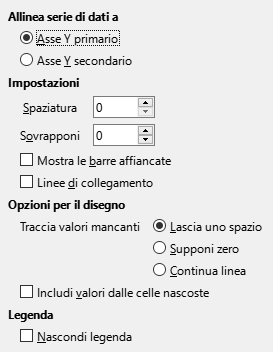 Allinea serie di dati a
Asse Y primario
Asse Y secondario
Impostazioni
Spaziatura 0
Sovrapponi 0
Mostra le barre affiancate
Linee di collegamento
Opzioni per il disegno
Traccia valori mancanti Lascia uno spazio
Supponi zero
Continua linea
Includi valori dalle celle nascoste
Legenda
Nascondi legenda